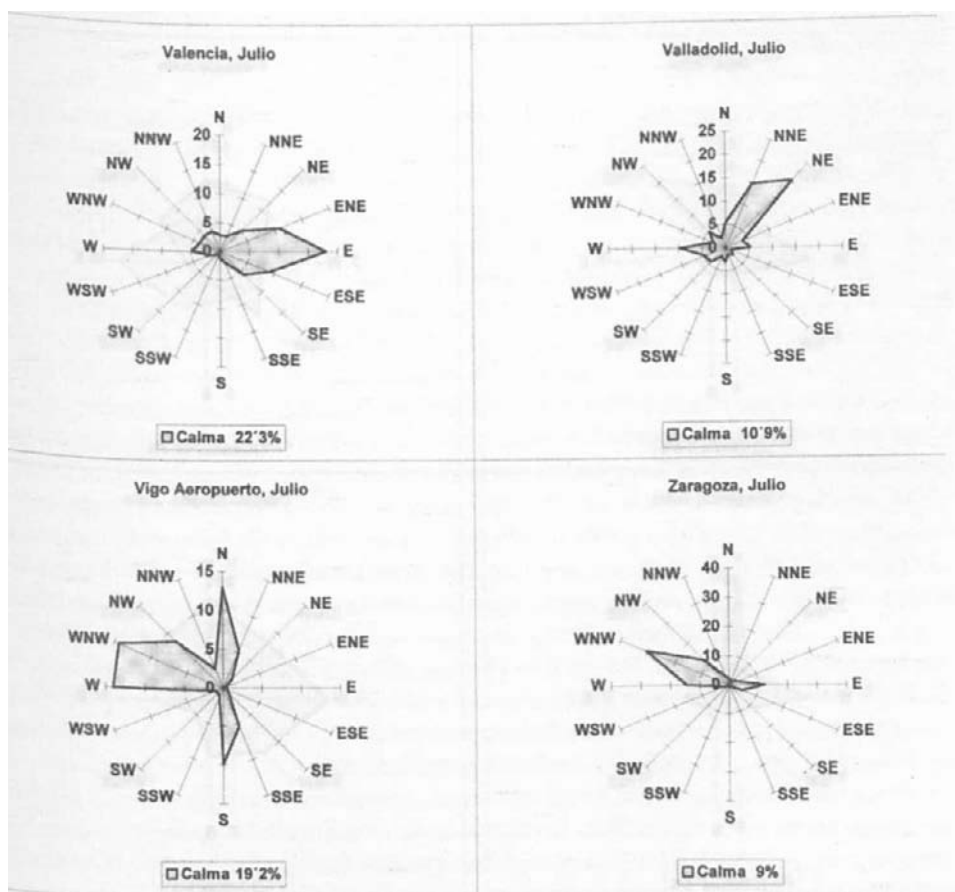 Valencia, Julio
N
20
NNW
NNE
15
NW
NE
10
WNW
ENE
5
W
0
E
WSW
ESE
SW
SE
SSW
SSE
S
Calma 22´3%
Valladolid, Julio
N
25
NNW
NNE
20
NW
NE
15
10
WNW
ENE
5
W
0
E
WSW
ESE
SW
SE
SSW
SSE
S
Calma 10´9%
Vigo Aeropuerto, Julio
N
15
NNW
NNE
NW
NE
10
WNW
ENE
5
W
0
E
WSW
ESE
SW
SE
SSW
SSE
S
Calma 19´2%
Zaragoza, Julio
N
40
NNW
NNE
30
NW
NE
20
WNW
ENE
10
W
0
E
WSW
ESE
SW
SE
SSW
SSE
S
Calma 9%